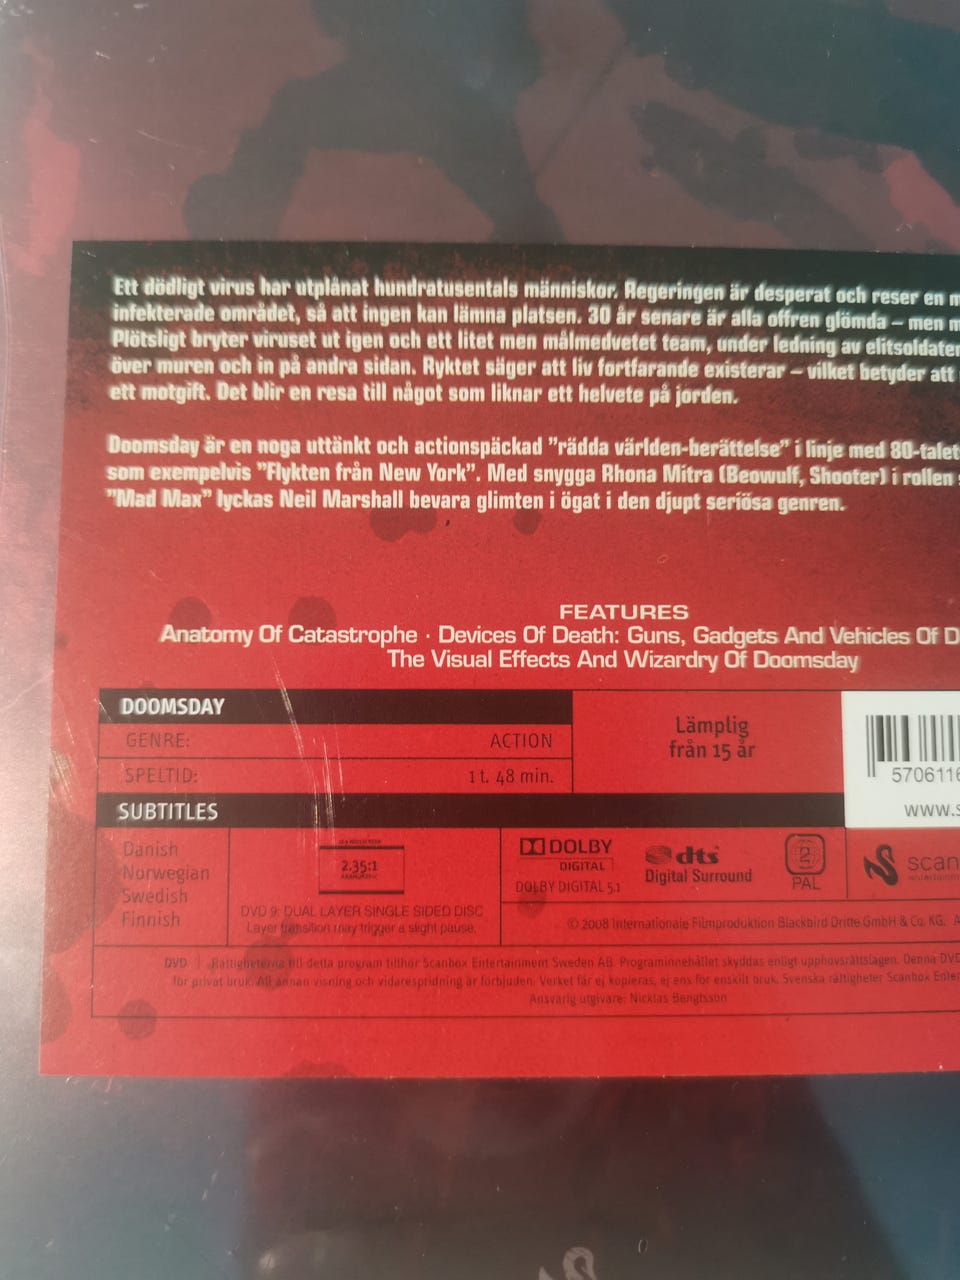 Ett dödligt virus har utplånat hundratusentals människor. Regeringen är desperat och reser en
infekterade området, så att ingen kan lämna platsen. 30 år senare är alla offren glömda – men
Plötsligt bryter viruset ut igen och ett litet men målmedvetet team, under ledning av elitsoldaten
över muren och in på andra sidan. Ryktet säger att liv fortfarande existerar – vilket betyder att
ett motgift. Det blir en resa till något som liknar ett helvete på jorden.
Doomsday är en noga uttänkt och actionspäckad "rädda världen-berättelse" i linje med 80-talet
som exempelvis "Flykten från New York". Med snygga Rhona Mitra (Beowulf, Shooter) i rollen
"Mad Max" lyckas Neil Marshall bevara glimten i ögat i den djupt seriösa genren.
FEATURES
Anatomy Of Catastrophe · Devices Of Death: Guns, Gadgets And Vehicles Of D
The Visual Effects And Wizardry Of Doomsday
DOOMSDAY
GENRE: ACTION
SPELTID: 1 t. 48 min.
Lämplig
från 15 år
5706116
www.s
SUBTITLES
Danish
Norwegian
Swedish
Finnish
2.35:1
ANAMORPHIC
DVD 9: DUAL LAYER SINGLE SIDED DISC
Layer transition may trigger a slight pause.
DOLBY
DIGITAL
DOLBY DIGITAL 5.1
dts
Digital Surround
2
PAL
scan
© 2008 Internationale Filmproduktion Blackbird Dritte GmbH & Co. KG. A
DVD | Rättigheterna till detta program tillhör Scanbox Entertainment Sweden AB. Programinnehållet skyddas enligt upphovsrättslagen. Denna DVD
för privat bruk. All annan visning och vidarespridning är förbjuden. Verket får ej kopieras, ej ens för enskilt bruk. Svenska rättigheter Scanbox Enter
Ansvarig utgivare: Nicklas Bengtsson